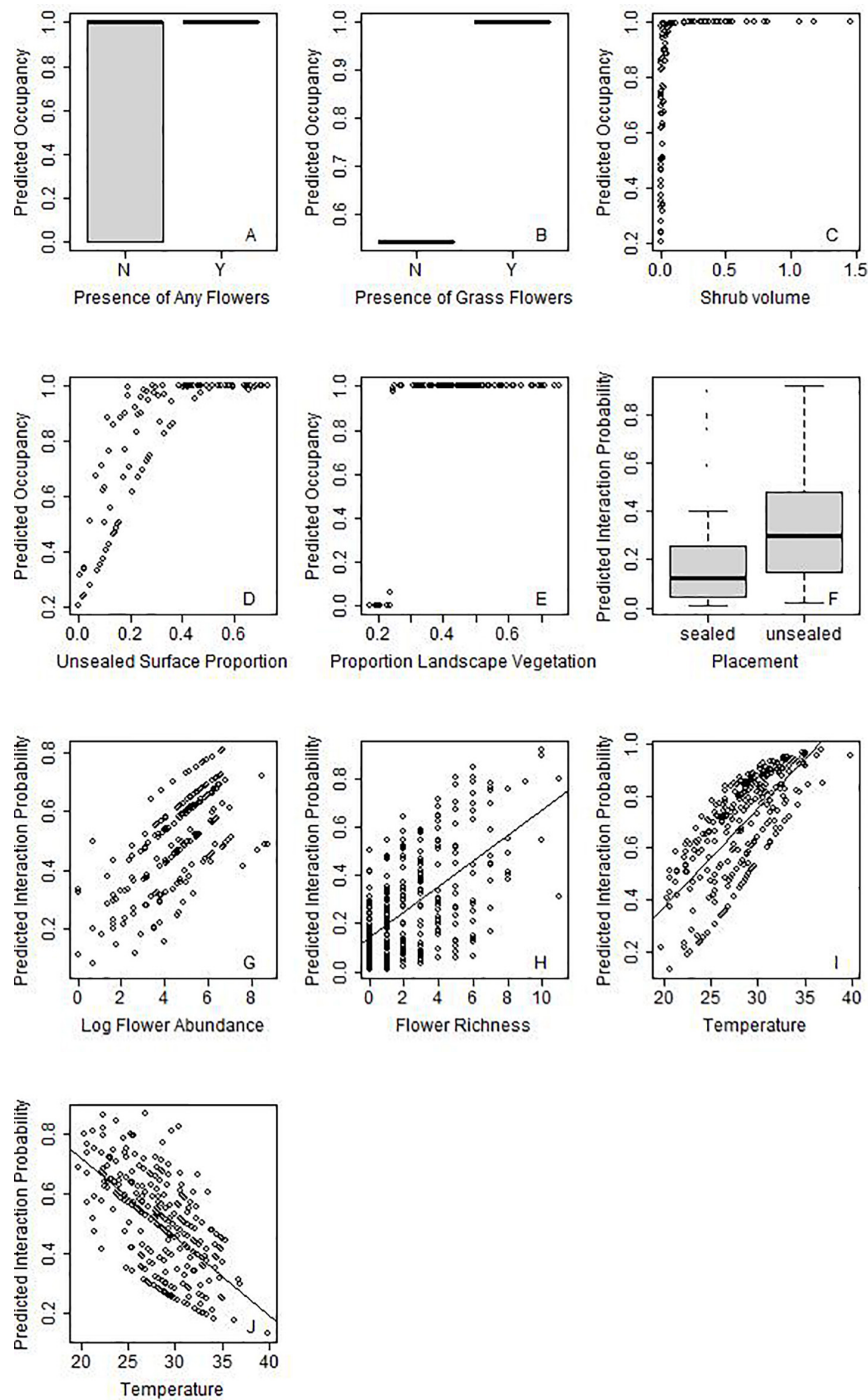 Predicted Occupancy
0.0 0.2 0.4 0.6 0.8 1.0
A
N Y
Presence of Any Flowers
Predicted Occupancy
0.6 0.7 0.8 0.9 1.0
B
N Y
Presence of Grass Flowers
Predicted Occupancy
0.2 0.4 0.6 0.8 1.0
C
0.0 0.5 1.0 1.5
Shrub volume
Predicted Occupancy
0.2 0.4 0.6 0.8 1.0
D
0.0 0.2 0.4 0.6
Unsealed Surface Proportion
Predicted Occupancy
0.0 0.2 0.4 0.6 0.8 1.0
E
0.2 0.4 0.6
Proportion Landscape Vegetation
Predicted Interaction Probability
0.0 0.2 0.4 0.6 0.8
F
sealed unsealed
Placement
Predicted Interaction Probability
0.2 0.4 0.6 0.8
G
0 2 4 6 8
Log Flower Abundance
Predicted Interaction Probability
0.0 0.2 0.4 0.6 0.8
H
0 2 4 6 8 10
Flower Richness
Predicted Interaction Probability
0.2 0.4 0.6 0.8 1.0
I
20 25 30 35 40
Temperature
Predicted Interaction Probability
0.2 0.4 0.6 0.8
J
20 25 30 35 40
Temperature